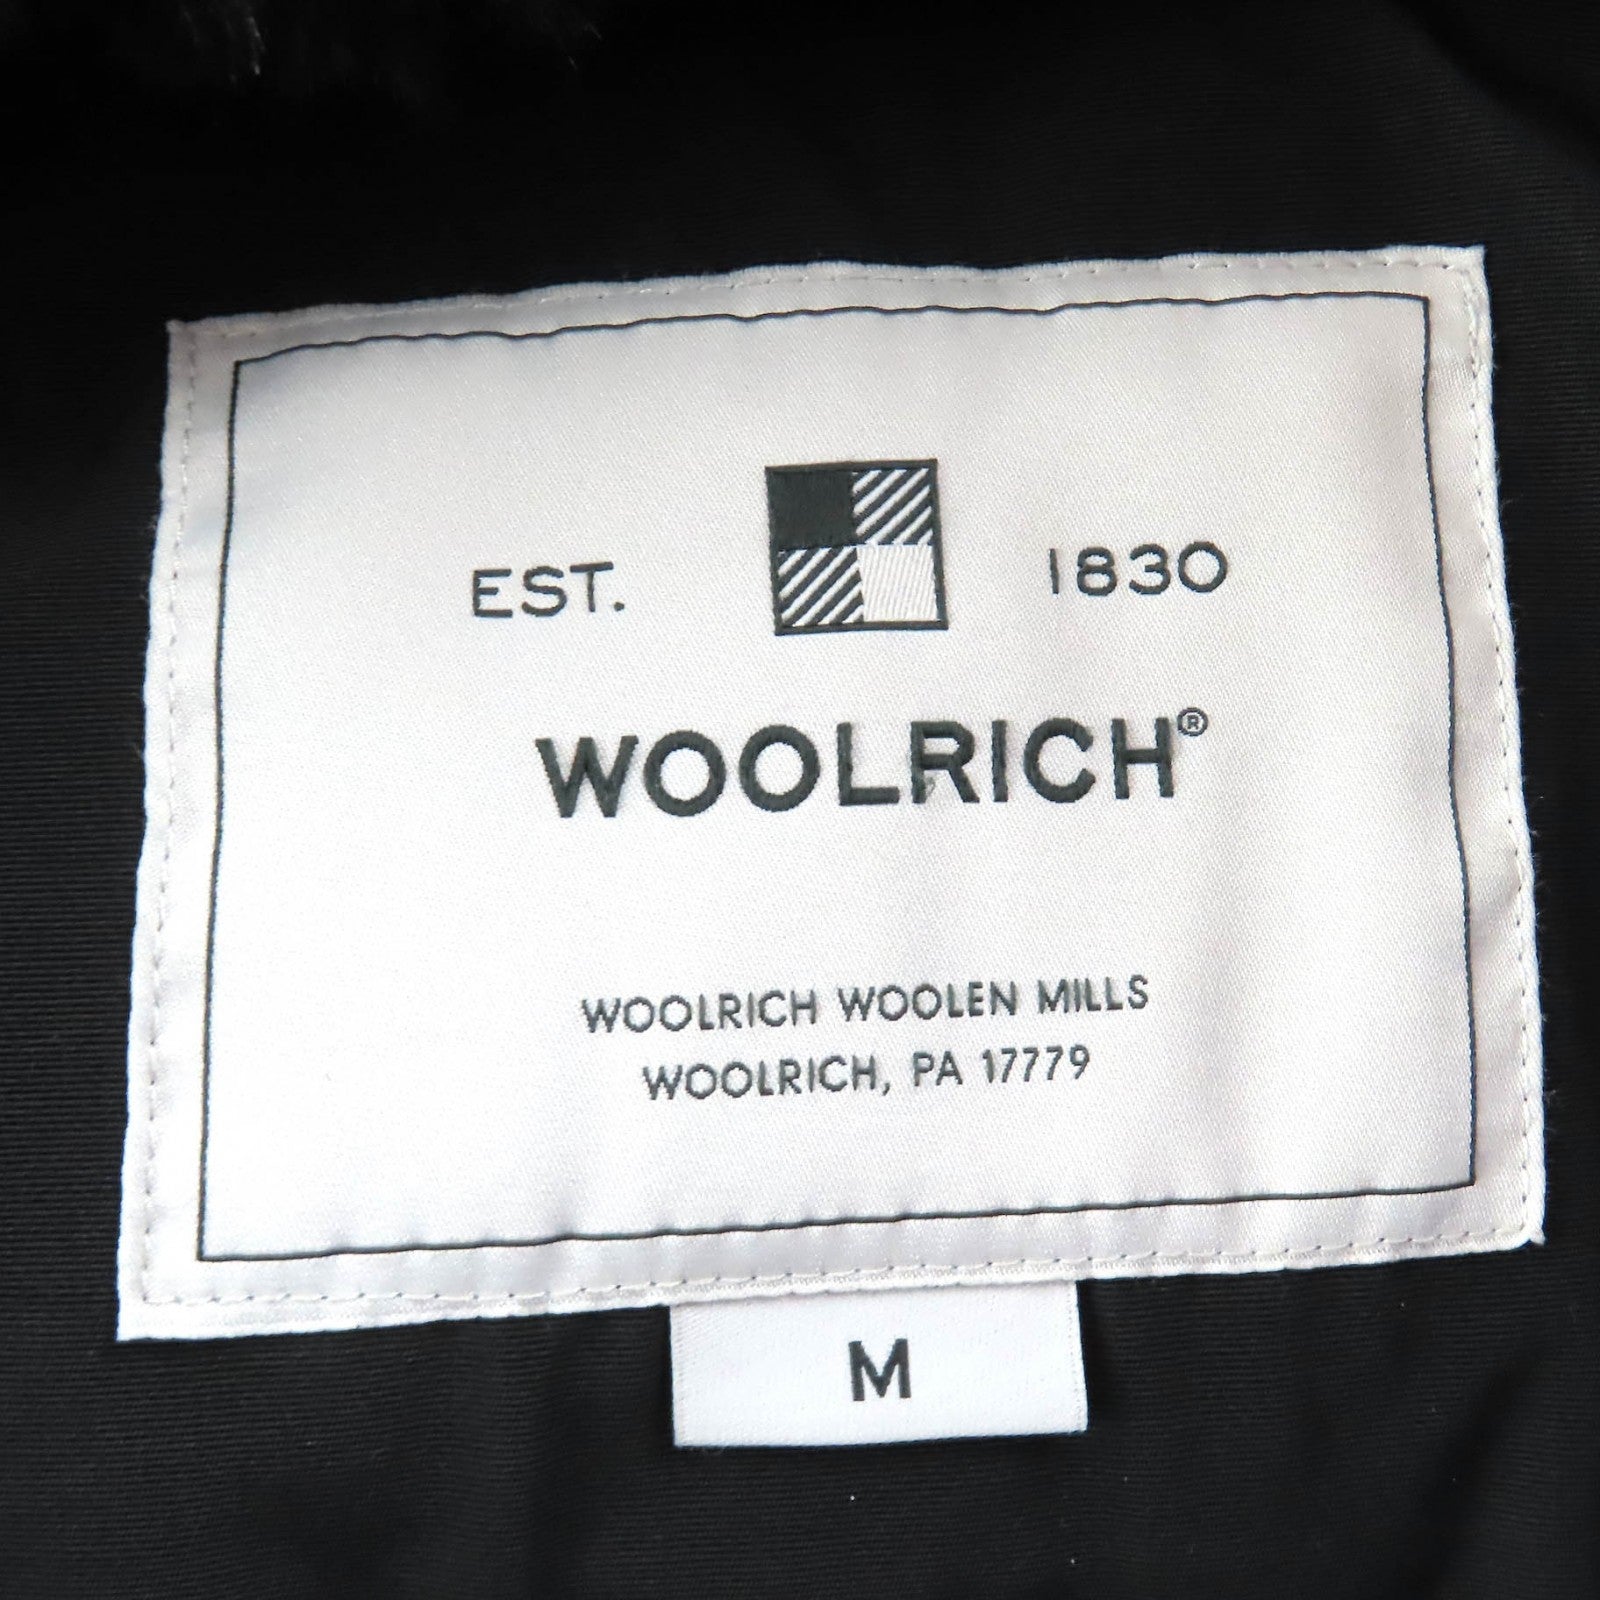 EST. 1830
WOOLRICH®
WOOLRICH WOOLEN MILLS
WOOLRICH, PA 17779
M